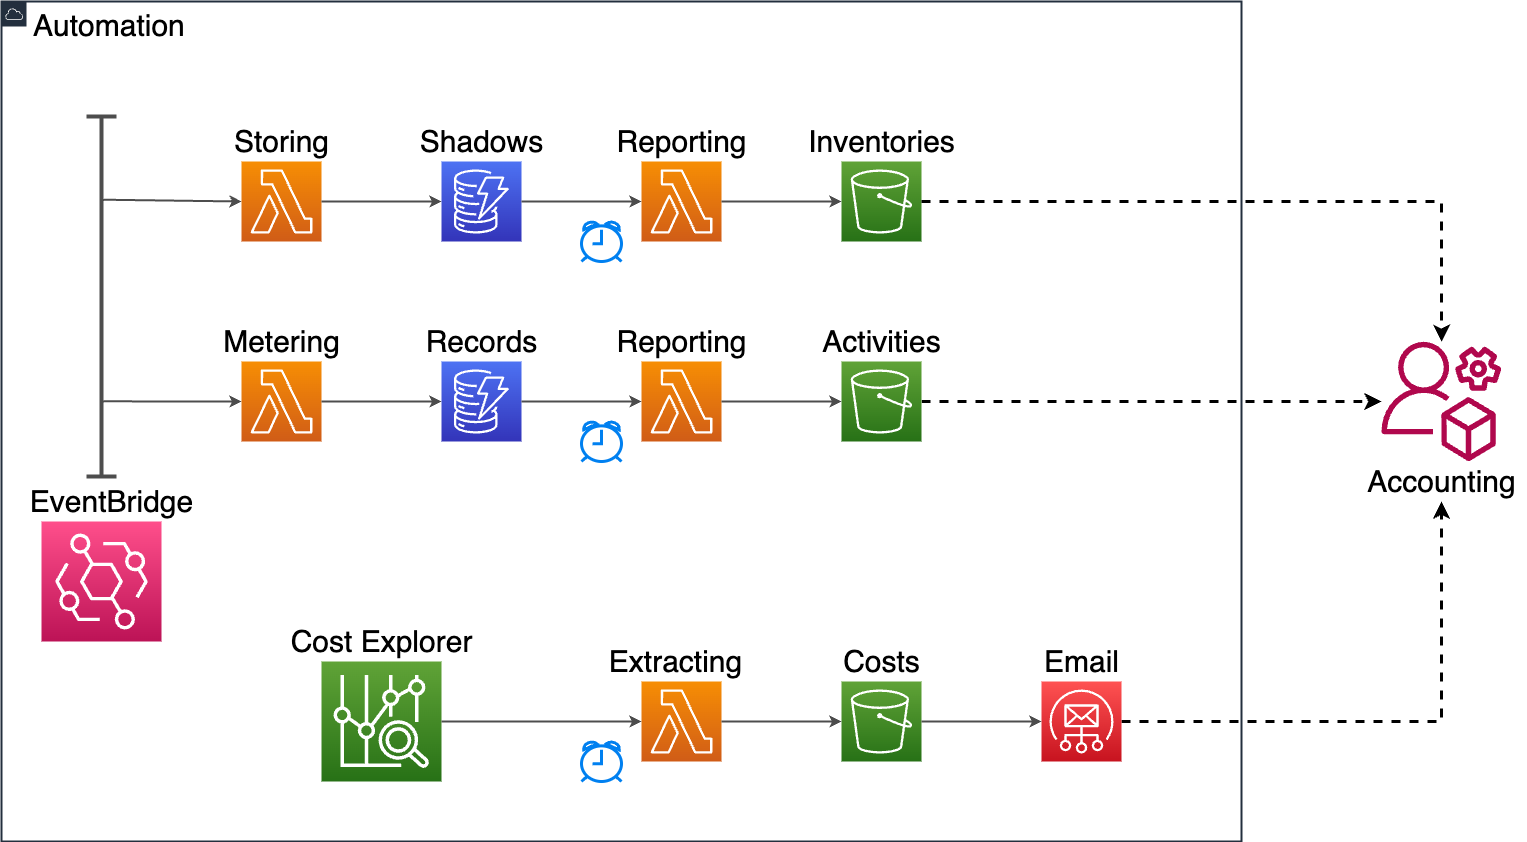 Automation
Storing
Shadows
Reporting
Inventories
Metering
Records
Reporting
Activities
Accounting
EventBridge
Cost Explorer
Extracting
Costs
Email